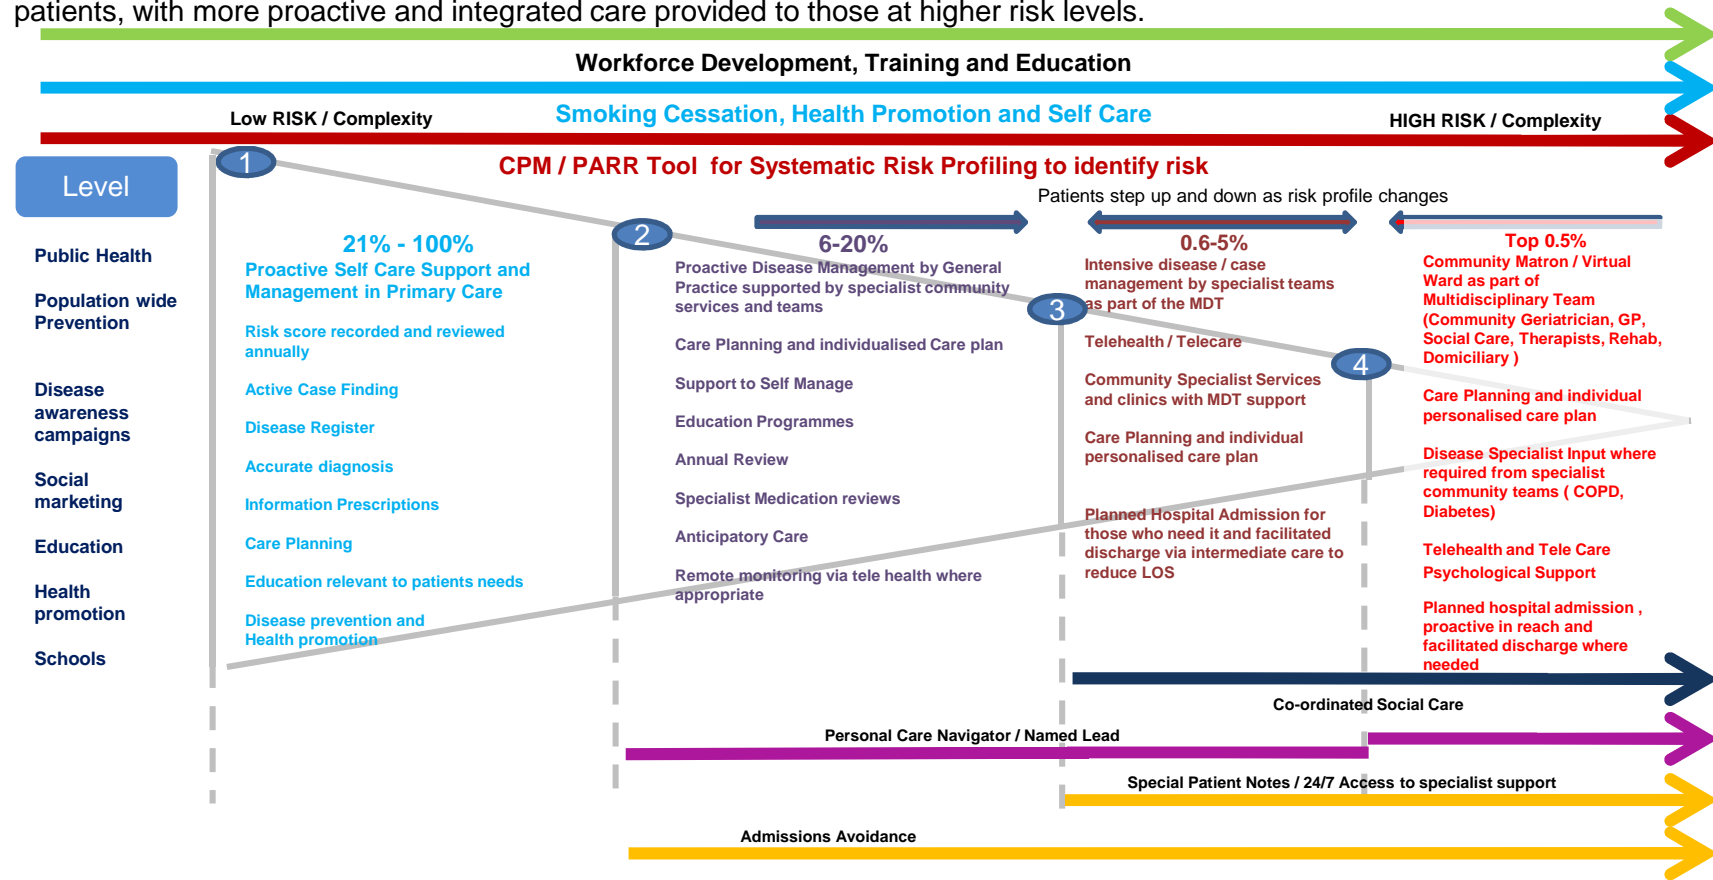 patients, with more proactive and integrated care provided to those at higher risk levels.
Workforce Development, Training and Education
Smoking Cessation, Health Promotion and Self Care
Low RISK / Complexity
HIGH RISK / Complexity
CPM / PARR Tool for Systematic Risk Profiling to identify risk
Patients step up and down as risk profile changes
Level
1
2
3
4
Public Health
Population wide
Prevention
Disease
awareness
campaigns
Social
marketing
Education
Health
promotion
Schools
21% - 100%
Proactive Self Care Support and
Management in Primary Care
Risk score recorded and reviewed
annually
Active Case Finding
Disease Register
Accurate diagnosis
Information Prescriptions
Care Planning
Education relevant to patients needs
Disease prevention and
Health promotion
6-20%
Proactive Disease Management by General
Practice supported by specialist community
services and teams
Care Planning and individualised Care plan
Support to Self Manage
Education Programmes
Annual Review
Specialist Medication reviews
Anticipatory Care
Remote monitoring via tele health where
appropriate
0.6-5%
Intensive disease / case
management by specialist teams
as part of the MDT
Telehealth / Telecare
Community Specialist Services
and clinics with MDT support
Care Planning and individual
personalised care plan
Planned Hospital Admission for
those who need it and facilitated
discharge via intermediate care to
reduce LOS
Top 0.5%
Community Matron / Virtual
Ward as part of
Multidisciplinary Team
(Community Geriatrician, GP,
Social Care, Therapists, Rehab,
Domiciliary )
Care Planning and individual
personalised care plan
Disease Specialist Input where
required from specialist
community teams ( COPD,
Diabetes)
Telehealth and Tele Care
Psychological Support
Planned hospital admission ,
proactive in reach and
facilitated discharge where
needed
Co-ordinated Social Care
Personal Care Navigator / Named Lead
Special Patient Notes / 24/7 Access to specialist support
Admissions Avoidance